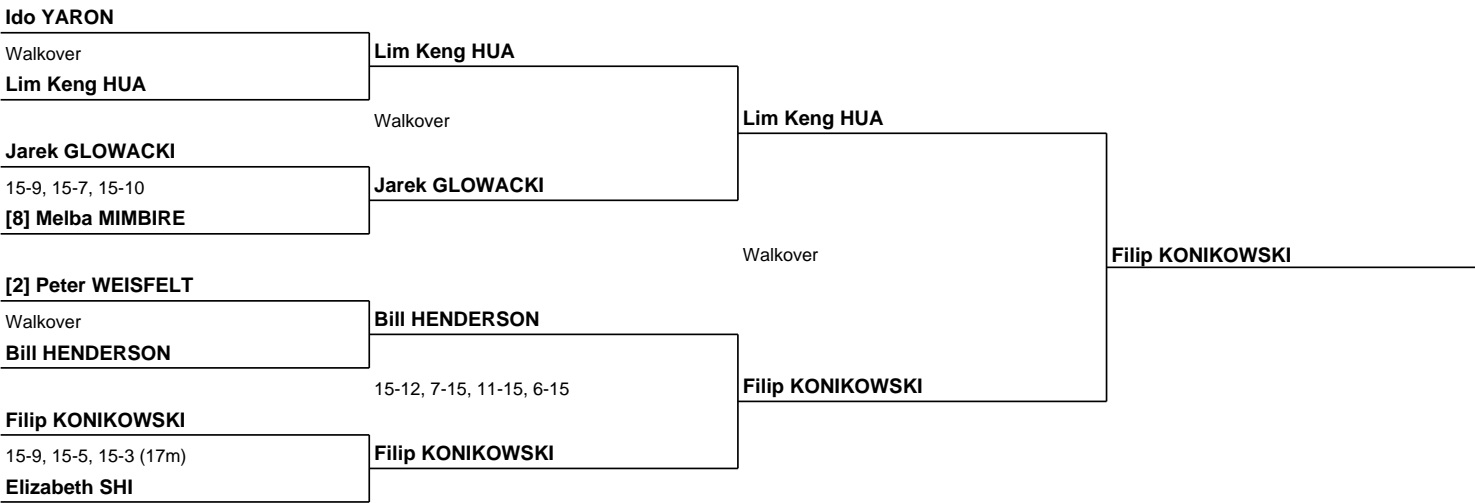 Ido YARON
Walkover
Lim Keng HUA
Jarek GLOWACKI
15-9, 15-7, 15-10
[8] Melba MIMBIRE
[2] Peter WEISFELT
Walkover
Bill HENDERSON
Filip KONIKOWSKI
15-9, 15-5, 15-3 (17m)
Elizabeth SHI
Lim Keng HUA
Walkover
Jarek GLOWACKI
Bill HENDERSON
15-12, 7-15, 11-15, 6-15
Filip KONIKOWSKI
Lim Keng HUA
Walkover
Filip KONIKOWSKI
Filip KONIKOWSKI